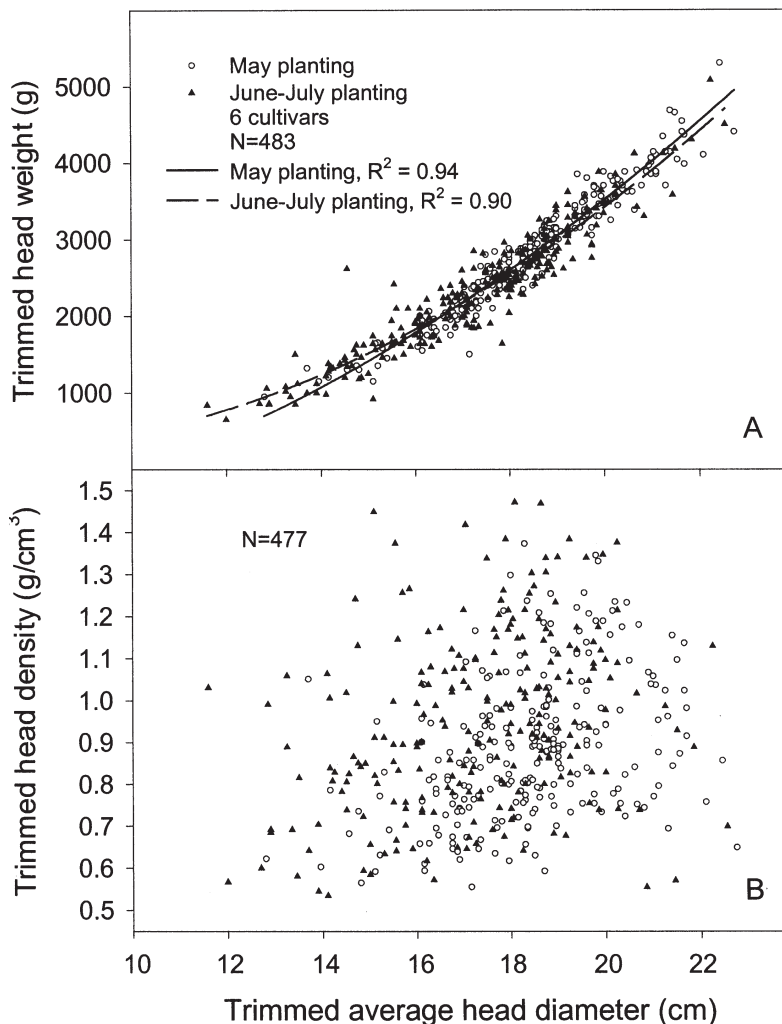 Trimmed head weight (g)
5000
4000
3000
2000
1000
May planting
June-July planting
6 cultivars
N=483
May planting, R² = 0.94
June-July planting, R² = 0.90
A
Trimmed head density (g/cm³)
1.5
1.4
1.3
1.2
1.1
1.0
0.9
0.8
0.7
0.6
0.5
N=477
B
10 12 14 16 18 20 22
Trimmed average head diameter (cm)